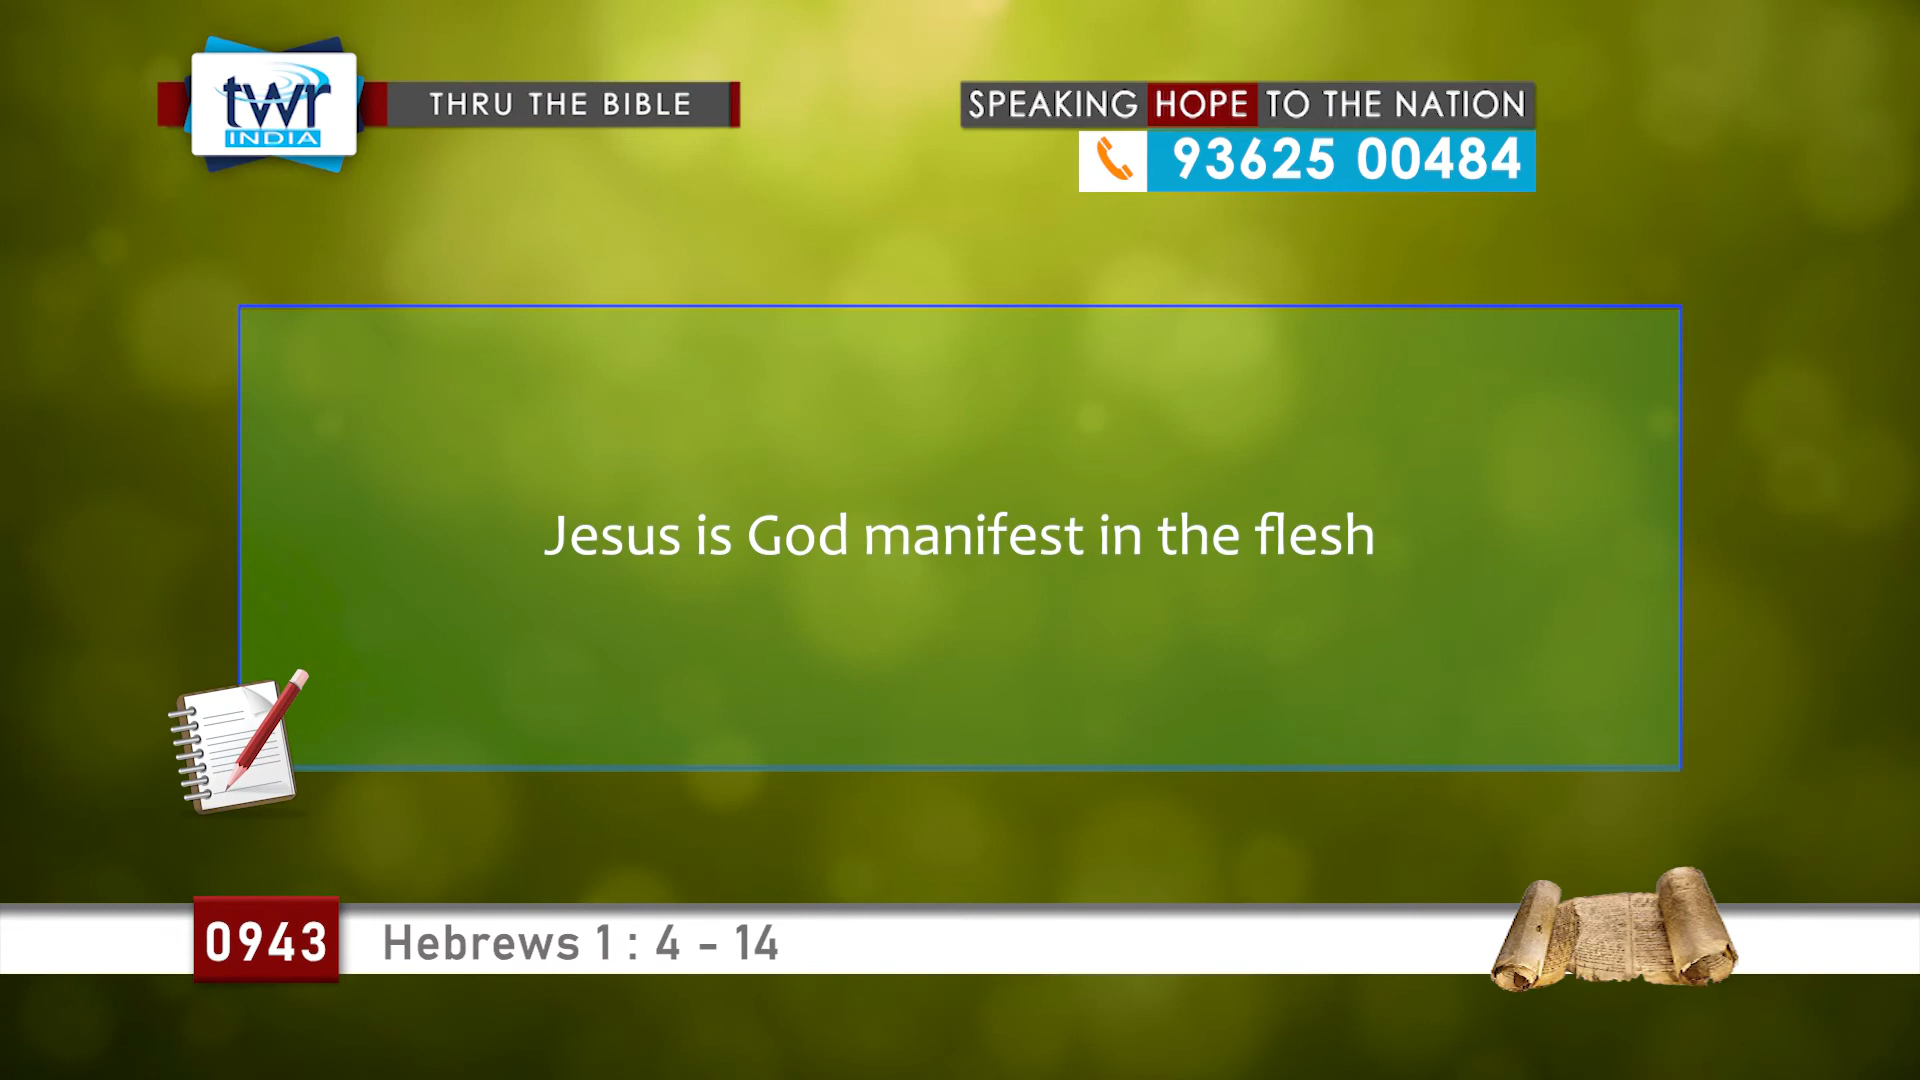 twr
INDIA
THRU THE BIBLE
SPEAKING HOPE TO THE NATION
93625 00484
Jesus is God manifest in the flesh
0943
Hebrews 1 : 4 - 14